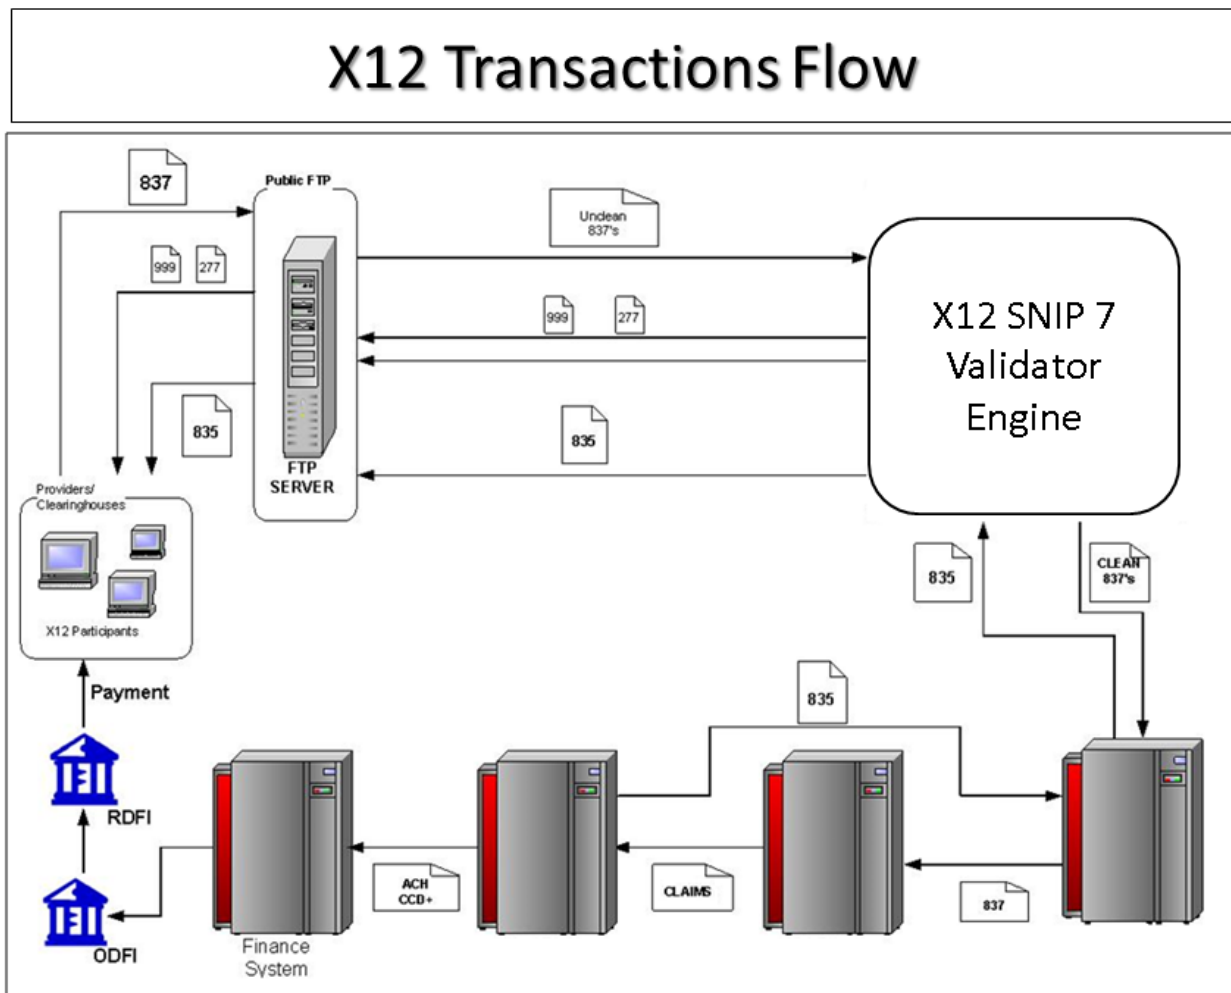 X12 Transactions Flow
837
Public FTP
Undean
837's
999
277
999
277
X12 SNIP 7
Validator
Engine
835
835
FTP
SERVER
Providers/
Clearinghouses
X12 Participants
835
CLEAN
837's
Payment
835
RDFI
ODFI
ACH
CCD+
CLAIMS
837
Finance
System